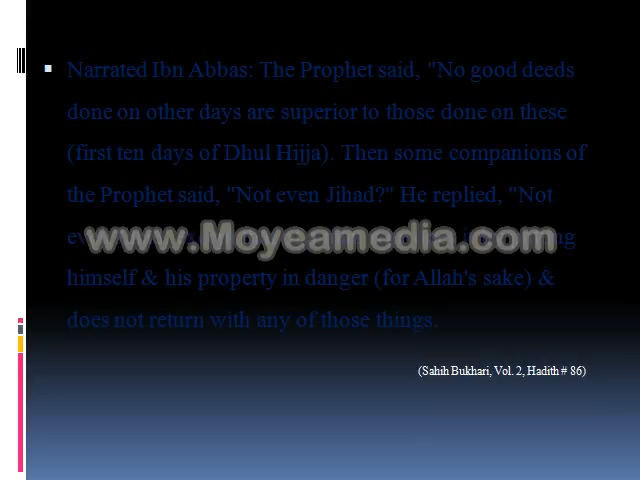 Narrated Ibn Abbas: The Prophet said, "No good deeds
done on other days are superior to those done on these
(first ten days of Dhul Hijja). Then some companions of
the Prophet said, "Not even Jihad?" He replied, "Not
www.Moyeamedia.com
himself & his property in danger (for Allah's sake) &
does not return with any of those things.
(Sahih Bukhari, Vol. 2, Hadith # 86)